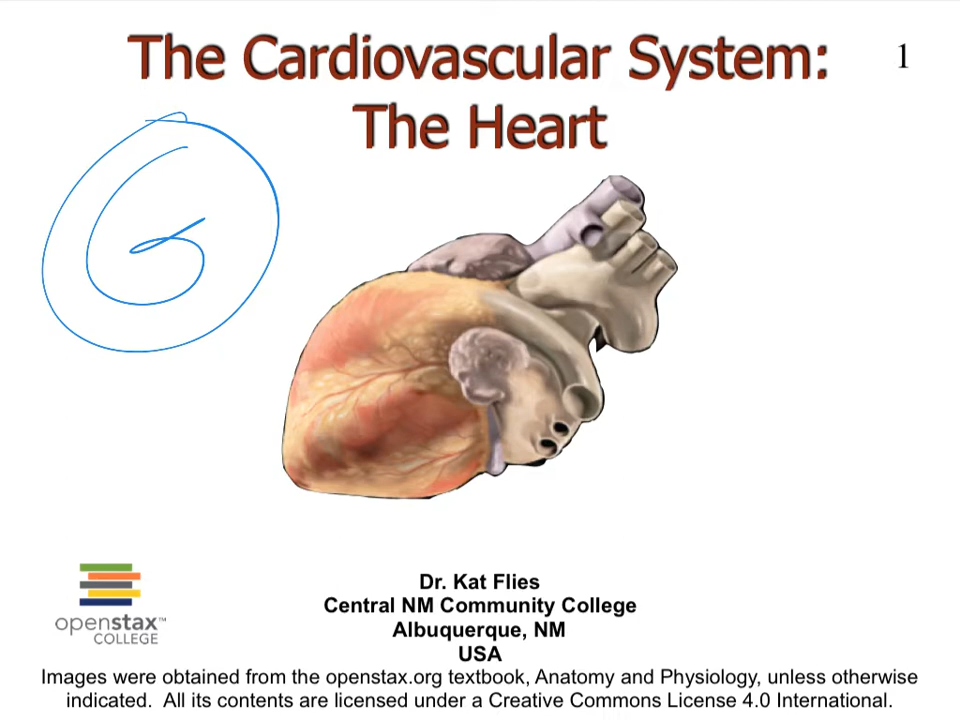 The Cardiovascular System:
The Heart
1
openstax™
COLLEGE
Dr. Kat Flies
Central NM Community College
Albuquerque, NM
USA
Images were obtained from the openstax.org textbook, Anatomy and Physiology, unless otherwise
indicated.  All its contents are licensed under a Creative Commons License 4.0 International.